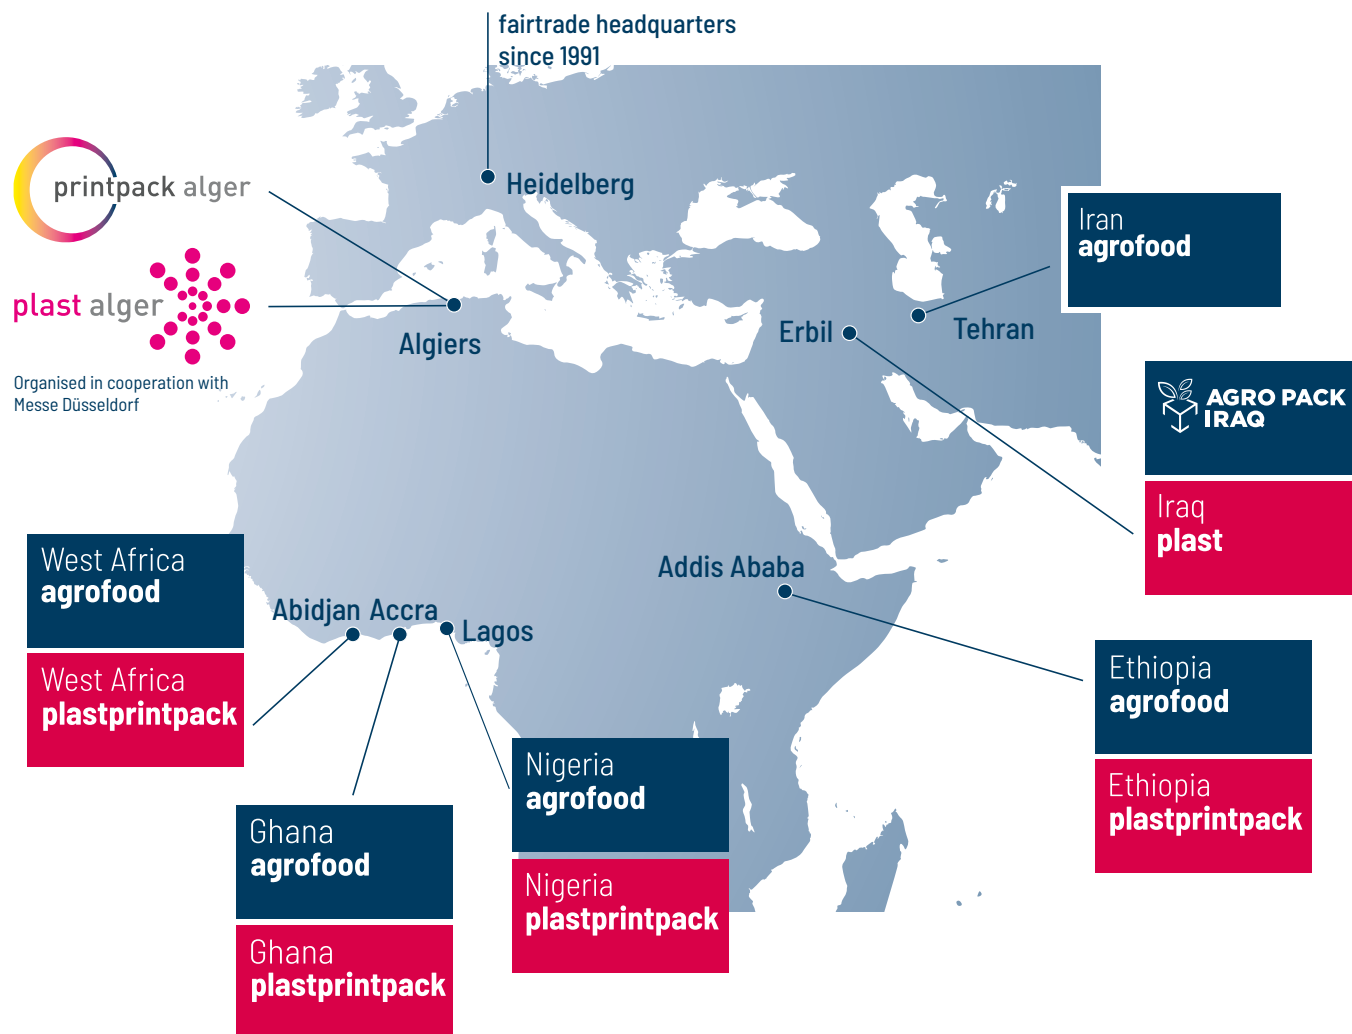 fairtrade headquarters
since 1991
Heidelberg
printpack alger
plast alger
Organised in cooperation with
Messe Düsseldorf
Algiers
Erbil
Tehran
Iran
agrofood
AGRO PACK
IRAQ
Iraq
plast
West Africa
agrofood
West Africa
plastprintpack
Abidjan
Accra
Lagos
Addis Ababa
Ethiopia
agrofood
Ethiopia
plastprintpack
Nigeria
agrofood
Nigeria
plastprintpack
Ghana
agrofood
Ghana
plastprintpack